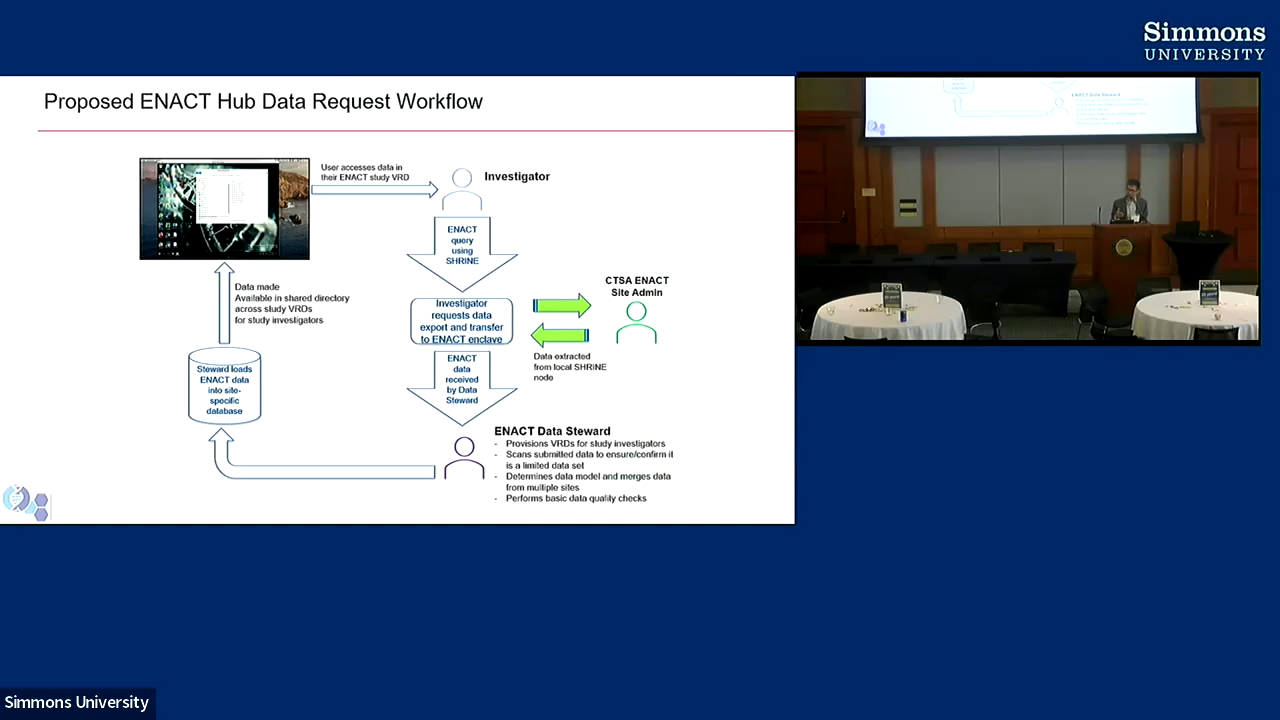 Simmons
UNIVERSITY
Proposed ENACT Hub Data Request Workflow
User accesses data in
their ENACT study VRD
Investigator
ENACT
query
using
SHRINE
CTSA ENACT
Site Admin
Data made
Available in shared directory
across study VRDs
for study investigators
Investigator
requests data
export and transfer
to ENACT enclave
Data extracted
from local SHRINE
node
ENACT
data
received
by Data
Steward
Steward loads
ENACT data
into site-
specific
database
ENACT Data Steward
- Provisions VRDs for study investigators
- Scans submitted data to ensure/confirm it
is a limited data set
- Determines data model and merges data
from multiple sites
- Performs basic data quality checks
Simmons University